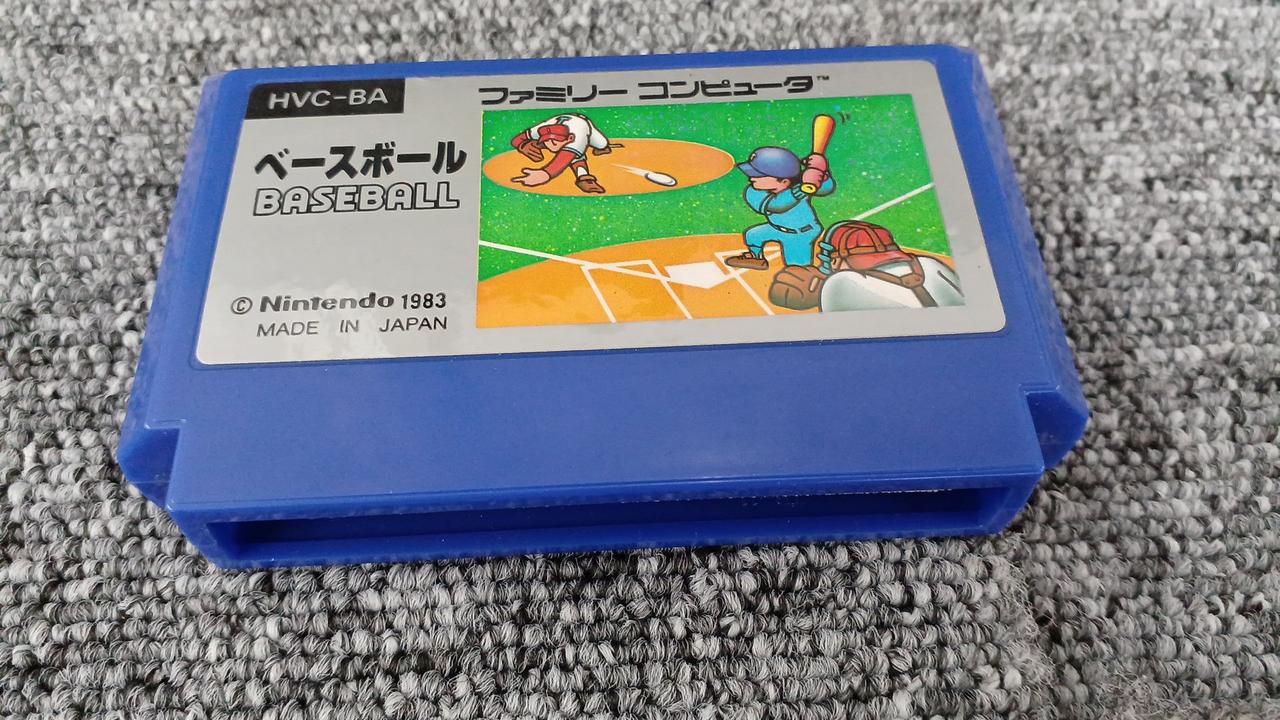 HVC-BA
ファミリー コンピュータ™
ベースボール
BASEBALL
© Nintendo 1983
MADE IN JAPAN